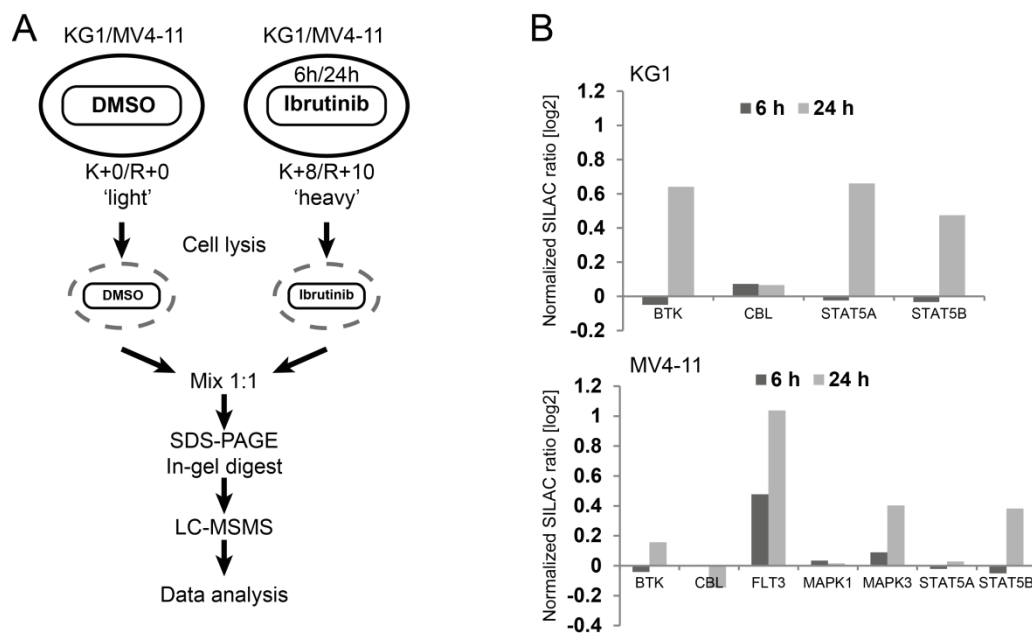 A
KG1/MV4-11
KG1/MV4-11
6h/24h
DMSO
Ibrutinib
K+0/R+0
'light'
K+8/R+10
'heavy'
Cell lysis
DMSO
Ibrutinib
Mix 1:1
SDS-PAGE
In-gel digest
LC-MSMS
Data analysis
B
KG1
6 h 24 h
Normalized SILAC ratio [log2]
1.2
1
0.8
0.6
0.4
0.2
0
-0.2
BTK CBL STAT5A STAT5B
MV4-11
6 h 24 h
Normalized SILAC ratio [log2]
1.2
1
0.8
0.6
0.4
0.2
0
-0.2
-0.4
BTK CBL FLT3 MAPK1 MAPK3 STAT5A STAT5B